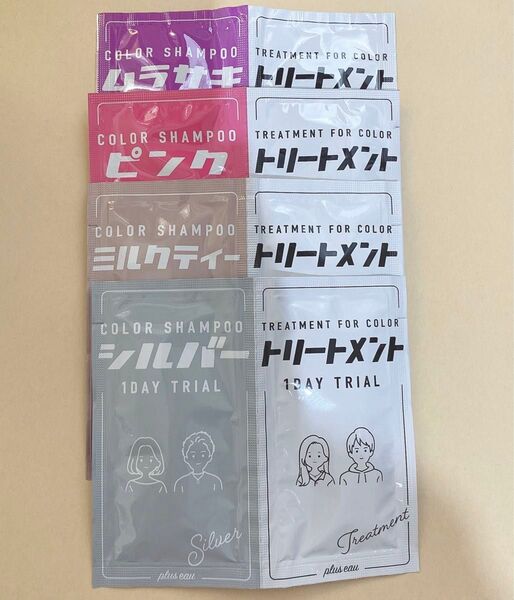 COLOR SHAMPOO
ムラサキ
TREATMENT FOR COLOR
トリートメント
COLOR SHAMPOO
ピンク
TREATMENT FOR COLOR
トリートメント
COLOR SHAMPOO
ミルクティー
TREATMENT FOR COLOR
トリートメント
COLOR SHAMPOO
シルバー
1DAY TRIAL
Silver
plus eau
TREATMENT FOR COLOR
トリートメント
1DAY TRIAL
Treatment
plus eau